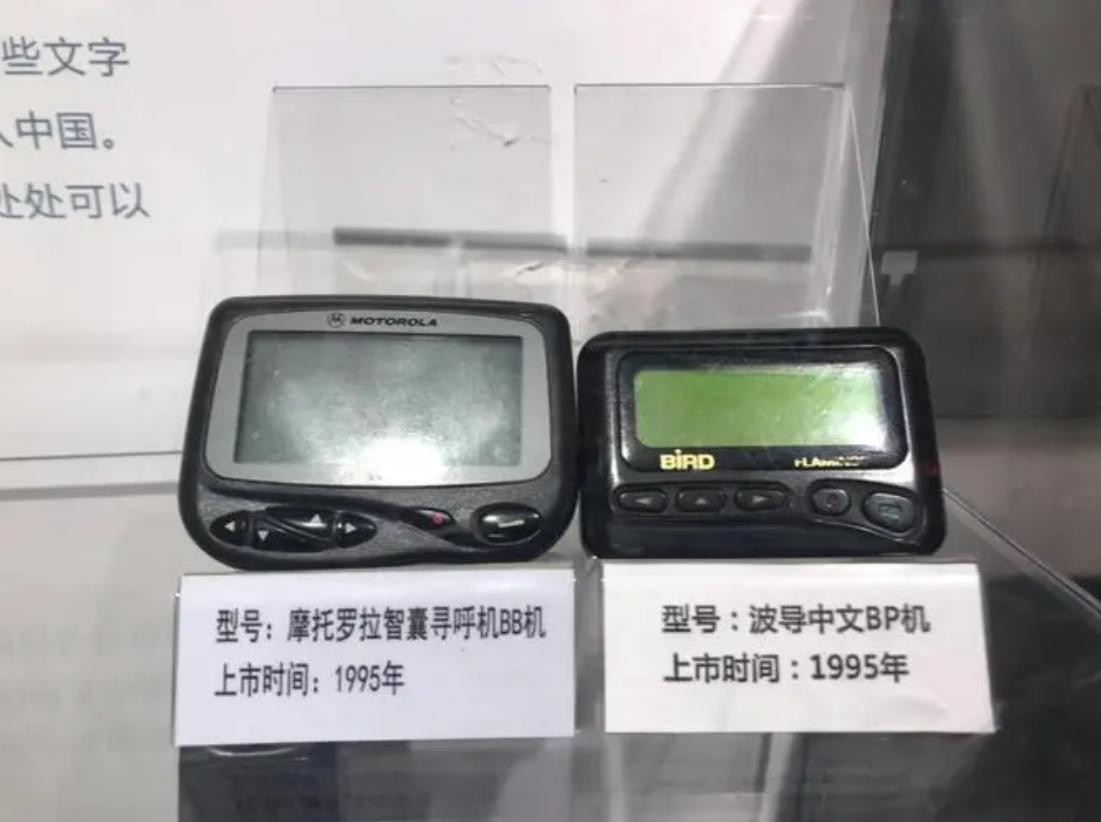 些文字
中国。
处处可以
MOTOROLA
BiRD
型号：摩托罗拉智囊寻呼机BB机
上市时间：1995年
型号：波导中文BP机
上市时间：1995年